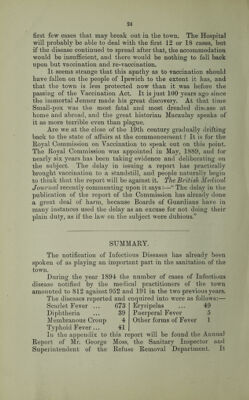 24
first few cases that may break out in the town. The Hospital
will probably be able to deal with the first 12 or 18 cases, but
if the disease continued to spread after that, the accommodation
would be insufficient, and there would be nothing to fall back
upon but vaccination and re-vaccination.
It seems strange that this apathy as to vaccination should
have fallen on the people of Ipswich to the extent it has, and
that the town is less protected now than it was before the
passing of the Vaccination Act. It is just 100 years ago since
the immortal Jenner made his great discovery. At that time
Small-pox was the most fatal and most dreaded disease at
home and abroad, and the great historian Macaulay speaks of
it as more terrible even than plague.
Are we at the close of the 19th century gradually drifting
back to the state of affairs at the commencement? It is for the
Royal Commission on Vaccination to speak out on this point.
The Royal Commission was appointed in May, 1889, and for
nearly six years has been taking evidence and deliberating on
the subject. The delay in issuing a report has practically
brought vaccination to a standstill, and people naturally begin
to think that the report will be against it. The British Medical
Journal recently commenting upon it says:—"The delay in the
publication of the report of the Commission has already done
a great deal of harm, because Boards of Guardians have in
many instances used the delay as an excuse for not doing their
plain duty, as if the law on the subject were dubious."
SUMMARY.
The notification of Infectious Diseases has already been
spoken of as playing an important part in the sanitation of the
town.
During the year 1894 the number of cases of Infectious
disease notified by the medical practitioners of the town
amounted to 812 against 952 and 191 in the two previous years.
The diseases reported and enquired into were as follows:—
Scarlet Fever ... 673 | Erysipelas ... 49
Diphtheria ... 39 | Puerperal Fever 5
Membranous Croup 4 | Other forms of Fever 1
Typhoid Fever ... 41
In the appendix to this report will be found the Annual
Report of Mr. George Moss, the Sanitary Inspector and
Superintendent of the Refuse Removal Department. It